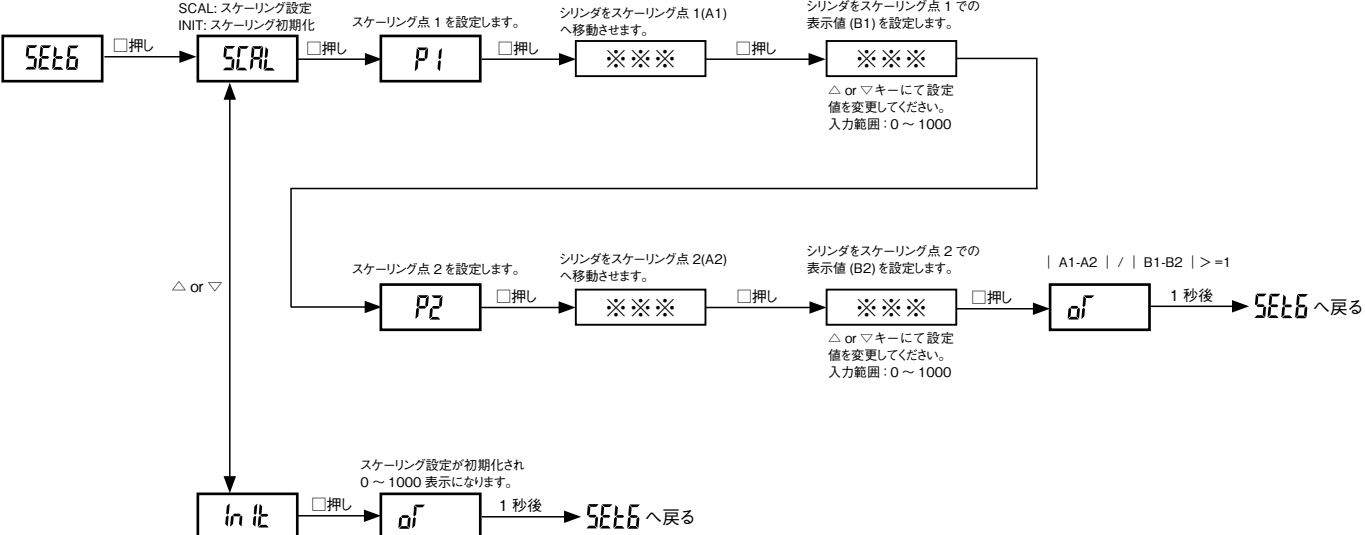 SCAL: スケーリング設定
INIT: スケーリング初期化
SEt6
□押し
SCAL
□押し
スケーリング点 1 を設定します。
P1
□押し
シリンダをスケーリング点 1(A1)
へ移動させます。
※※※
□押し
シリンダをスケーリング点 1 での
表示値 (B1) を設定します。
※※※
△ or ▽キーにて設定
値を変更してください。
入力範囲：0 ～ 1000
スケーリング点 2 を設定します。
P2
□押し
シリンダをスケーリング点 2(A2)
へ移動させます。
※※※
□押し
シリンダをスケーリング点 2 での
表示値 (B2) を設定します。
※※※
△ or ▽キーにて設定
値を変更してください。
入力範囲：0 ～ 1000
□押し
| A1-A2 | / | B1-B2 | > =1
1 秒後
SEt6 へ戻る
△ or ▽
InIt
□押し
スケーリング設定が初期化され
0 ～ 1000 表示になります。
1 秒後
SEt6 へ戻る